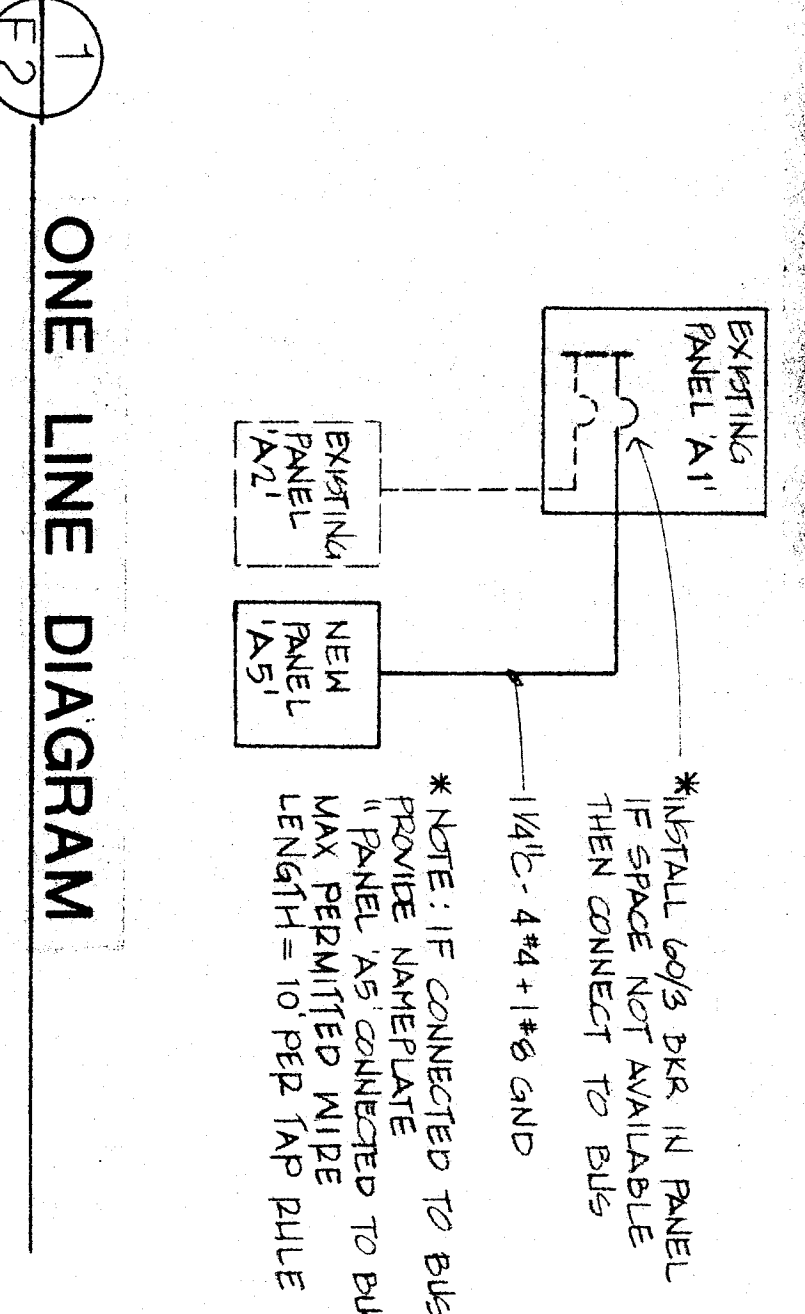 EXISTING
PANEL 'A1'
*INSTALL 60/3 BKR IN PANEL
IF SPACE NOT AVAILABLE
THEN CONNECT TO BUS
1 1/4"C - 4 #4 + 1 #8 GND
EXISTING
PANEL
'A2'
NEW
PANEL
'A5'
* NOTE: IF CONNECTED TO BUS
PROVIDE NAMEPLATE
"PANEL 'A5' CONNECTED TO BU
MAX PERMITTED WIRE
LENGTH = 10' PER TAP RULE
1
E2
ONE LINE DIAGRAM